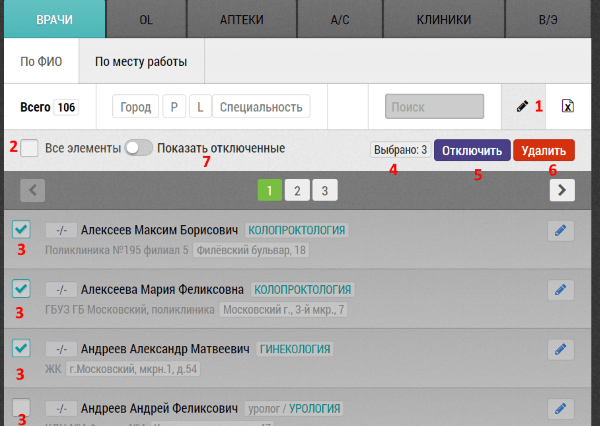 ВРАЧИ OL АПТЕКИ А/С КЛИНИКИ В/Э
По ФИО По месту работы
Всего 106 Город P L Специальность Поиск 1
2 Все элементы Показать отключенные Выбрано: 3 Отключить Удалить
7 4 5 6
1 2 3
-/- Алексеев Максим Борисович КОЛОПРОКТОЛОГИЯ
3 Поликлиника №195 филиал 5 Филёвский бульвар, 18
-/- Алексеева Мария Феликсовна КОЛОПРОКТОЛОГИЯ
3 ГБУЗ ГБ Московский, поликлиника Московский г., 3-й мкр., 7
-/- Андреев Александр Матвеевич ГИНЕКОЛОГИЯ
3 ЖК г.Московский, мкрн.1, д.54
-/- Андреев Андрей Феликсович уролог / УРОЛОГИЯ
3